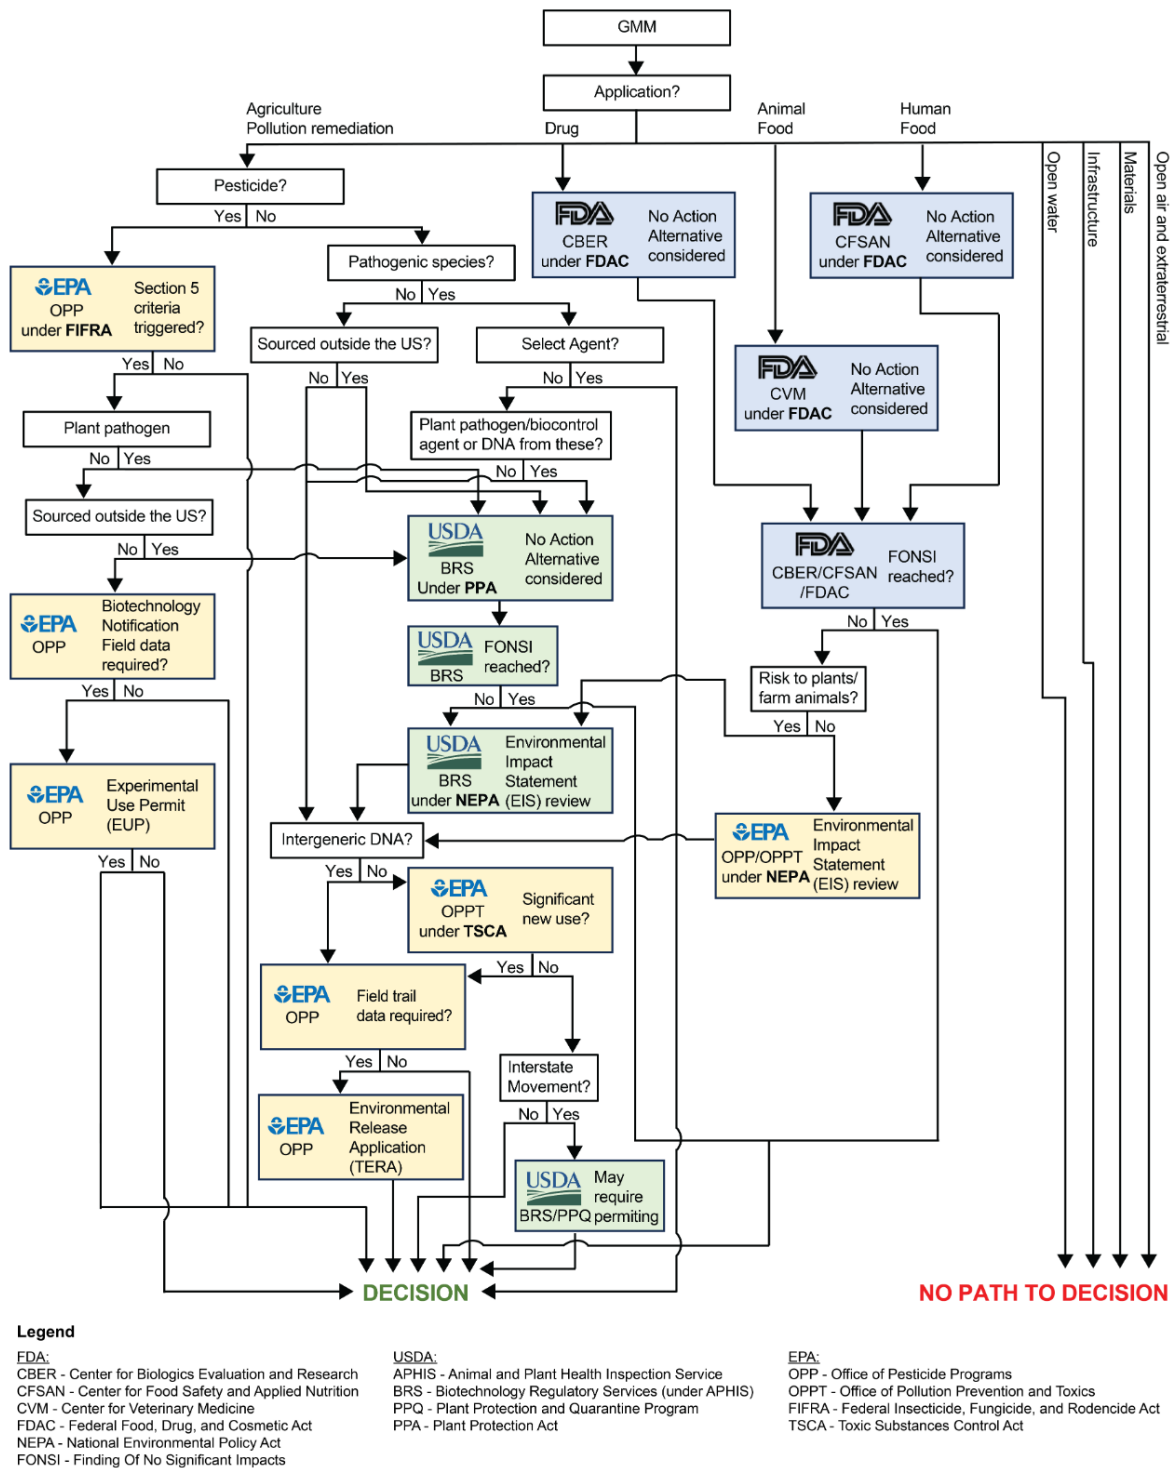 GMM
Application?
Agriculture
Pollution remediation
Drug
Animal
Food
Human
Food
Open water
Infrastructure
Materials
Open air and extraterrestrial
Pesticide?
Yes No
FDA
CBER
under FDAC
No Action
Alternative
considered
FDA
CFSAN
under FDAC
No Action
Alternative
considered
Pathogenic species?
No Yes
EPA
OPP
under FIFRA
Section 5
criteria
triggered?
Yes No
Sourced outside the US?
No Yes
Select Agent?
No Yes
FDA
CVM
under FDAC
No Action
Alternative
considered
Plant pathogen
No Yes
Plant pathogen/biocontrol
agent or DNA from these?
No Yes
Sourced outside the US?
No Yes
USDA
BRS
Under PPA
No Action
Alternative
considered
FDA
CBER/CFSAN
/FDAC
FONSI
reached?
No Yes
EPA
OPP
Biotechnology
Notification
Field data
required?
Yes No
USDA
BRS
FONSI
reached?
No Yes
Risk to plants/
farm animals?
Yes No
USDA
BRS
under NEPA
Environmental
Impact
Statement
(EIS) review
EPA
OPP
Experimental
Use Permit
(EUP)
Yes No
Intergeneric DNA?
Yes No
EPA
OPP/OPPT
under NEPA
Environmental
Impact
Statement
(EIS) review
EPA
OPPT
under TSCA
Significant
new use?
Yes No
EPA
OPP
Field trail
data required?
Yes No
Interstate
Movement?
No Yes
EPA
OPP
Environmental
Release
Application
(TERA)
USDA
BRS/PPQ
May
require
permiting
DECISION
NO PATH TO DECISION
Legend
FDA:
CBER - Center for Biologics Evaluation and Research
CFSAN - Center for Food Safety and Applied Nutrition
CVM - Center for Veterinary Medicine
FDAC - Federal Food, Drug, and Cosmetic Act
NEPA - National Environmental Policy Act
FONSI - Finding Of No Significant Impacts
USDA:
APHIS - Animal and Plant Health Inspection Service
BRS - Biotechnology Regulatory Services (under APHIS)
PPQ - Plant Protection and Quarantine Program
PPA - Plant Protection Act
EPA:
OPP - Office of Pesticide Programs
OPPT - Office of Pollution Prevention and Toxics
FIFRA - Federal Insecticide, Fungicide, and Rodencide Act
TSCA - Toxic Substances Control Act